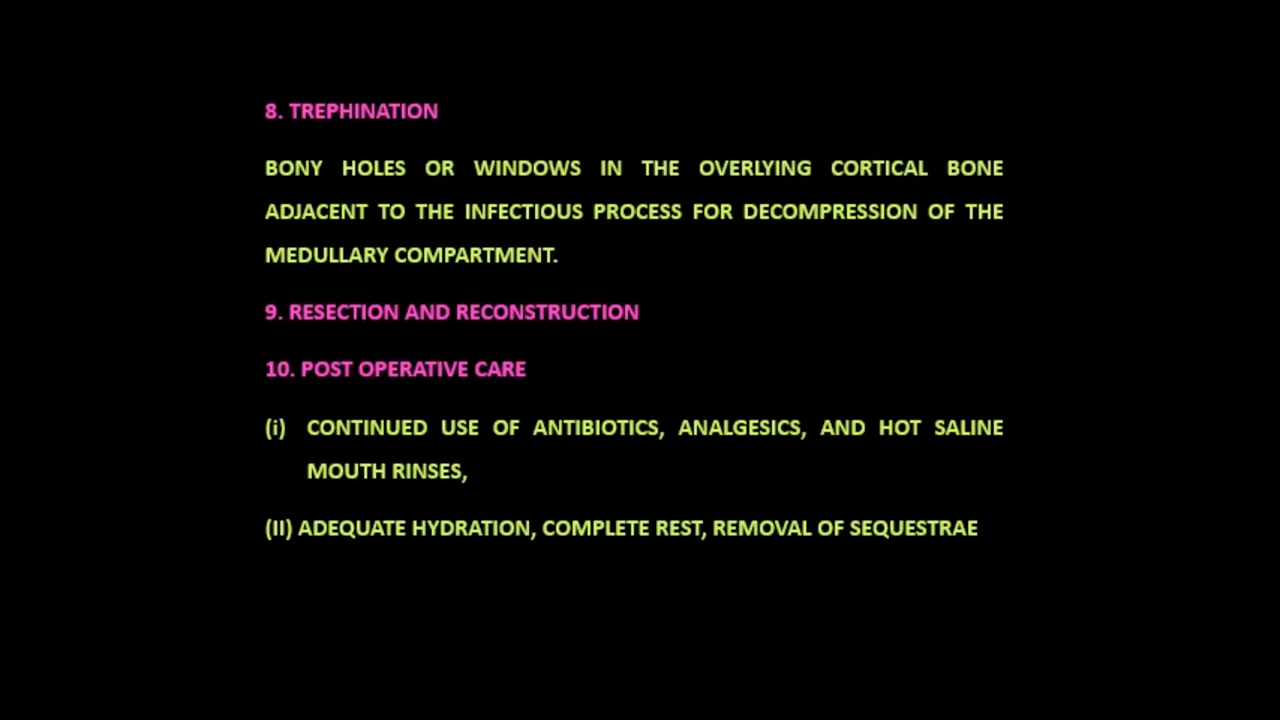 8. TREPHINATION
BONY HOLES OR WINDOWS IN THE OVERLYING CORTICAL BONE
ADJACENT TO THE INFECTIOUS PROCESS FOR DECOMPRESSION OF THE
MEDULLARY COMPARTMENT.
9. RESECTION AND RECONSTRUCTION
10. POST OPERATIVE CARE
(i) CONTINUED USE OF ANTIBIOTICS, ANALGESICS, AND HOT SALINE
MOUTH RINSES,
(II) ADEQUATE HYDRATION, COMPLETE REST, REMOVAL OF SEQUESTRAE